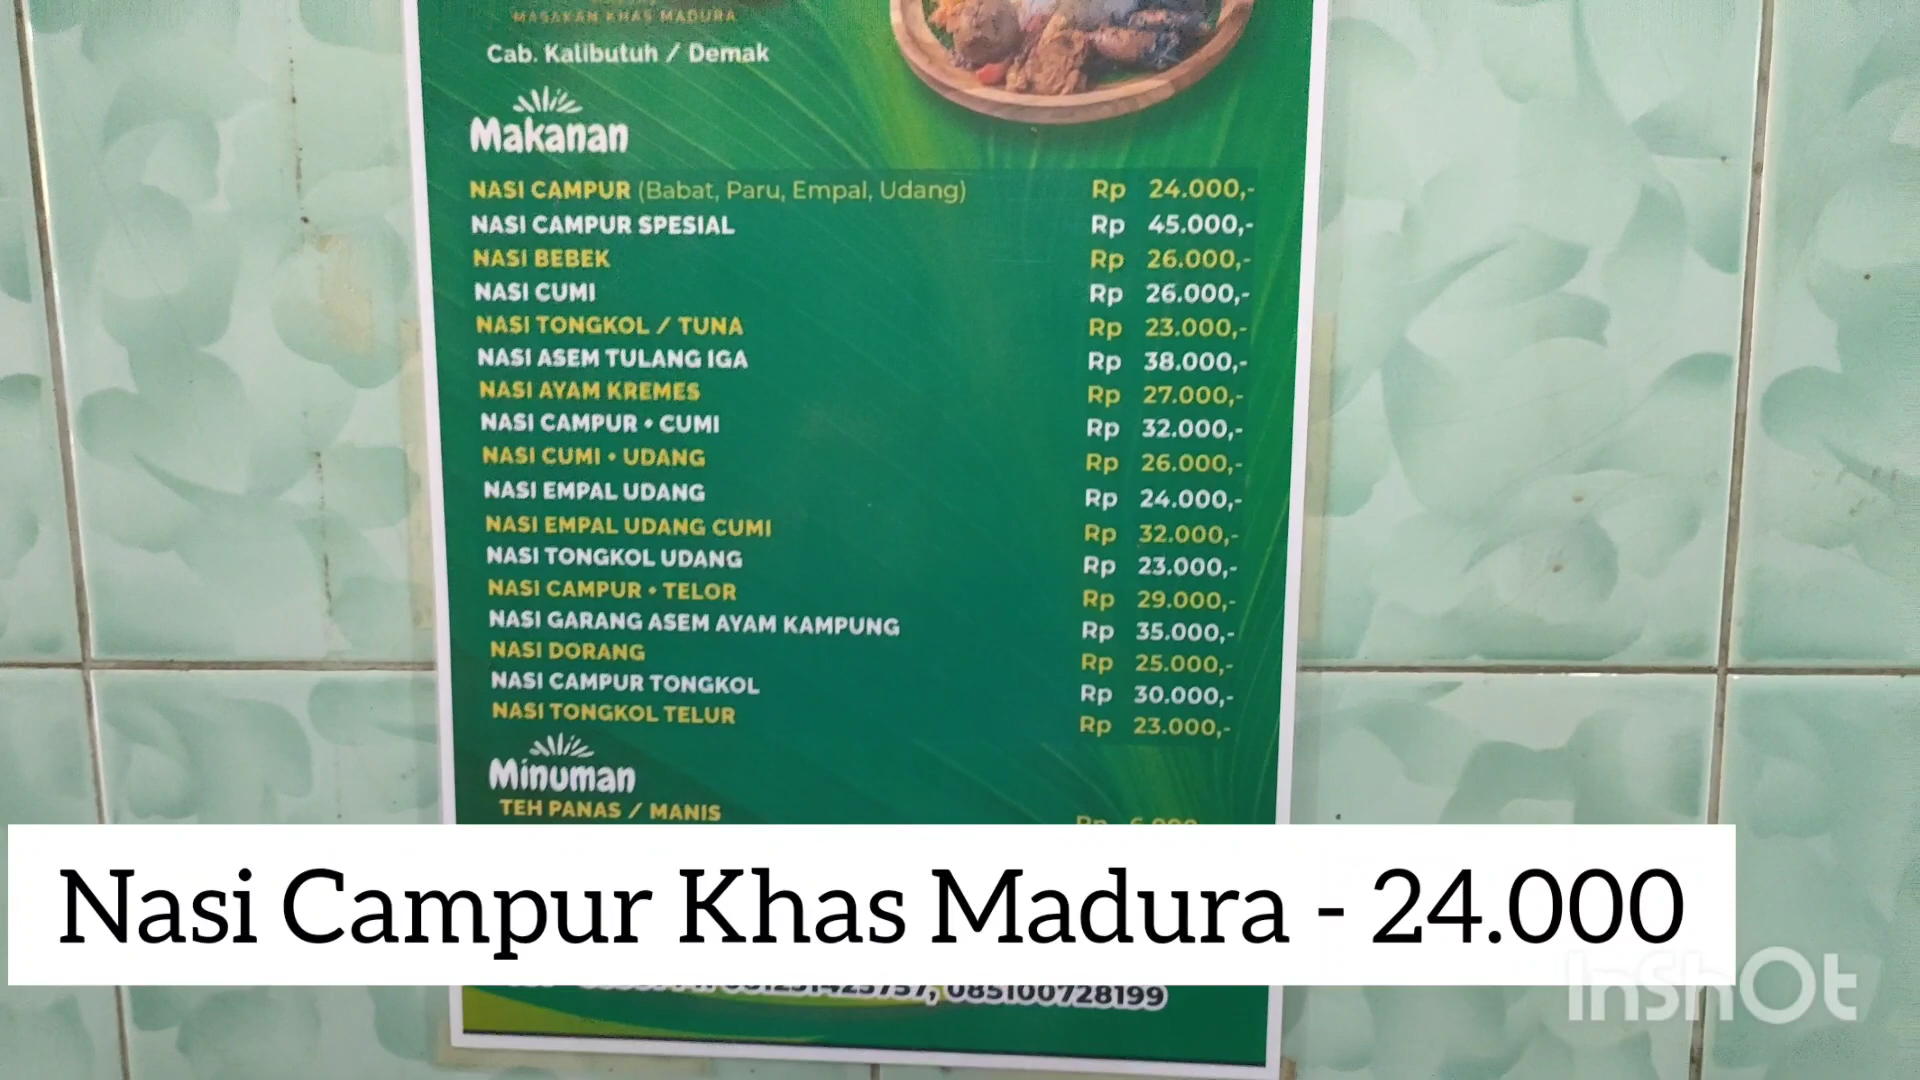 MASAKAN KHAS MADURA
Cab. Kalibutuh / Demak
Makanan
NASI CAMPUR (Babat, Paru, Empal, Udang) Rp 24.000,-
NASI CAMPUR SPESIAL Rp 45.000,-
NASI BEBEK Rp 26.000,-
NASI CUMI Rp 26.000,-
NASI TONGKOL / TUNA Rp 23.000,-
NASI ASEM TULANG IGA Rp 38.000,-
NASI AYAM KREMES Rp 27.000,-
NASI CAMPUR • CUMI Rp 32.000,-
NASI CUMI • UDANG Rp 26.000,-
NASI EMPAL UDANG Rp 24.000,-
NASI EMPAL UDANG CUMI Rp 32.000,-
NASI TONGKOL UDANG Rp 23.000,-
NASI CAMPUR • TELOR Rp 29.000,-
NASI GARANG ASEM AYAM KAMPUNG Rp 35.000,-
NASI DORANG Rp 25.000,-
NASI CAMPUR TONGKOL Rp 30.000,-
NASI TONGKOL TELUR Rp 23.000,-
Minuman
TEH PANAS / MANIS Rp
Nasi Campur Khas Madura - 24.000
085100728199
InShOt